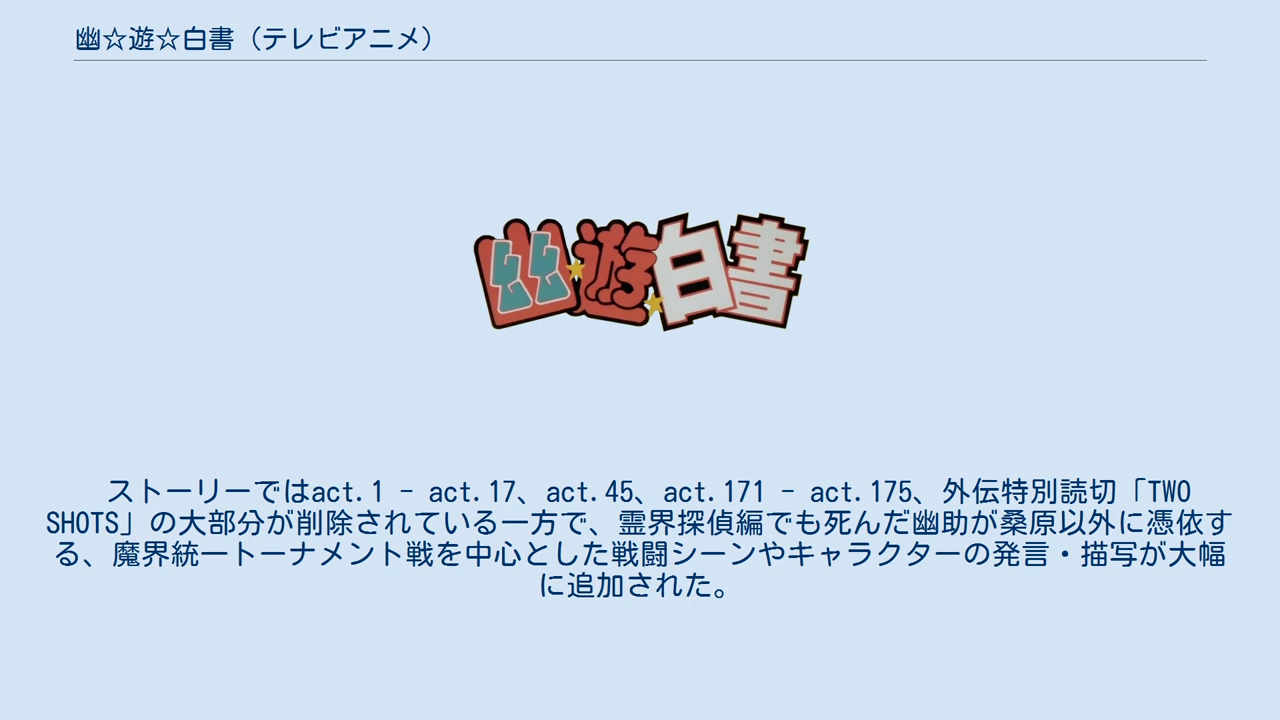 幽☆遊☆白書（テレビアニメ）
幽★遊★白書
ストーリーではact.1 - act.17、act.45、act.171 - act.175、外伝特別読切「TWO
SHOTS」の大部分が削除されている一方で、霊界探偵編でも死んだ幽助が桑原以外に憑依す
る、魔界統一トーナメント戦を中心とした戦闘シーンやキャラクターの発言・描写が大幅
に追加された。